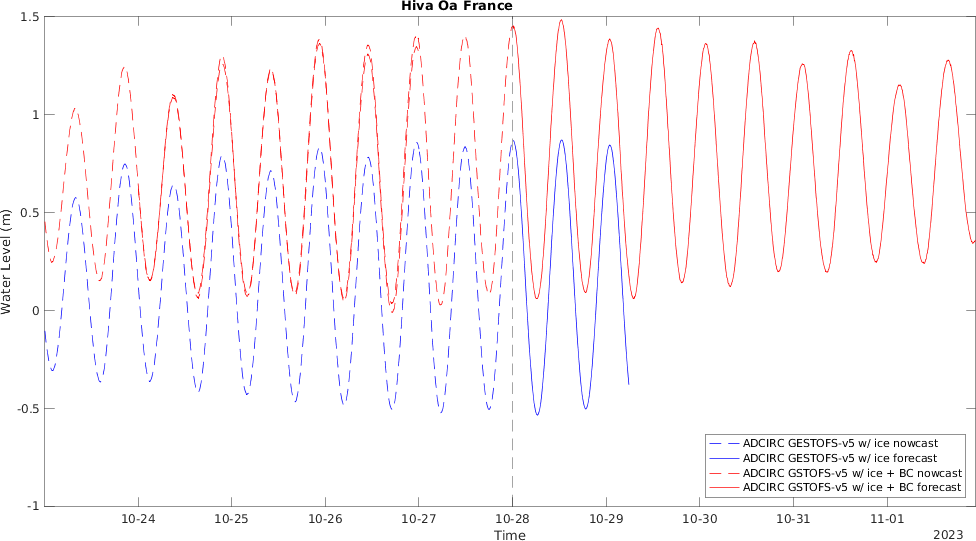 Hiva Oa France
1.5
1
0.5
0
-0.5
-1
Water Level (m)
10-24
10-25
10-26
10-27
10-28
10-29
10-30
10-31
11-01
Time
2023
ADCIRC GESTOFS-v5 w/ ice nowcast
ADCIRC GESTOFS-v5 w/ ice forecast
ADCIRC GSTOFS-v5 w/ ice + BC nowcast
ADCIRC GSTOFS-v5 w/ ice + BC forecast